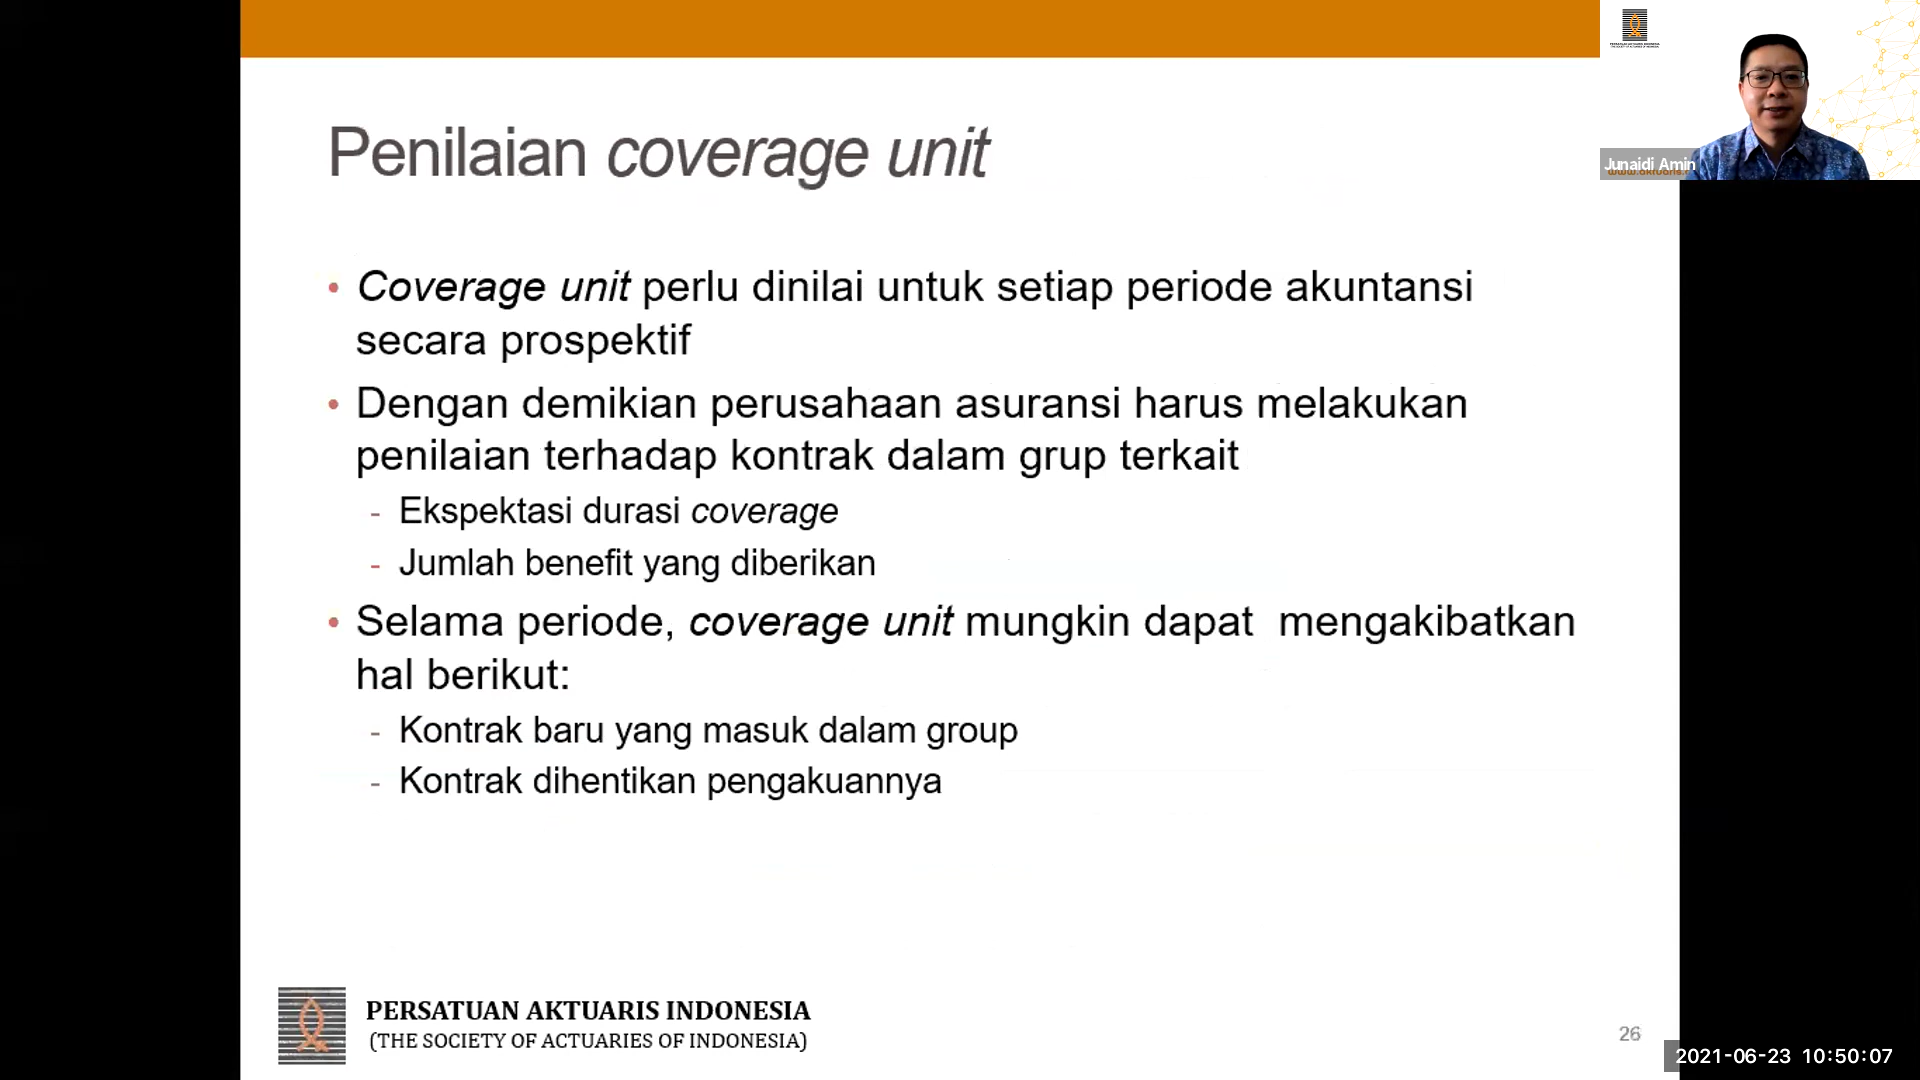 Penilaian coverage unit
• Coverage unit perlu dinilai untuk setiap periode akuntansi
secara prospektif
• Dengan demikian perusahaan asuransi harus melakukan
penilaian terhadap kontrak dalam grup terkait
- Ekspektasi durasi coverage
- Jumlah benefit yang diberikan
• Selama periode, coverage unit mungkin dapat  mengakibatkan
hal berikut:
- Kontrak baru yang masuk dalam group
- Kontrak dihentikan pengakuannya
PERSATUAN AKTUARIS INDONESIA
(THE SOCIETY OF ACTUARIES OF INDONESIA)
26
Junaidi Amin
2021-06-23 10:50:07